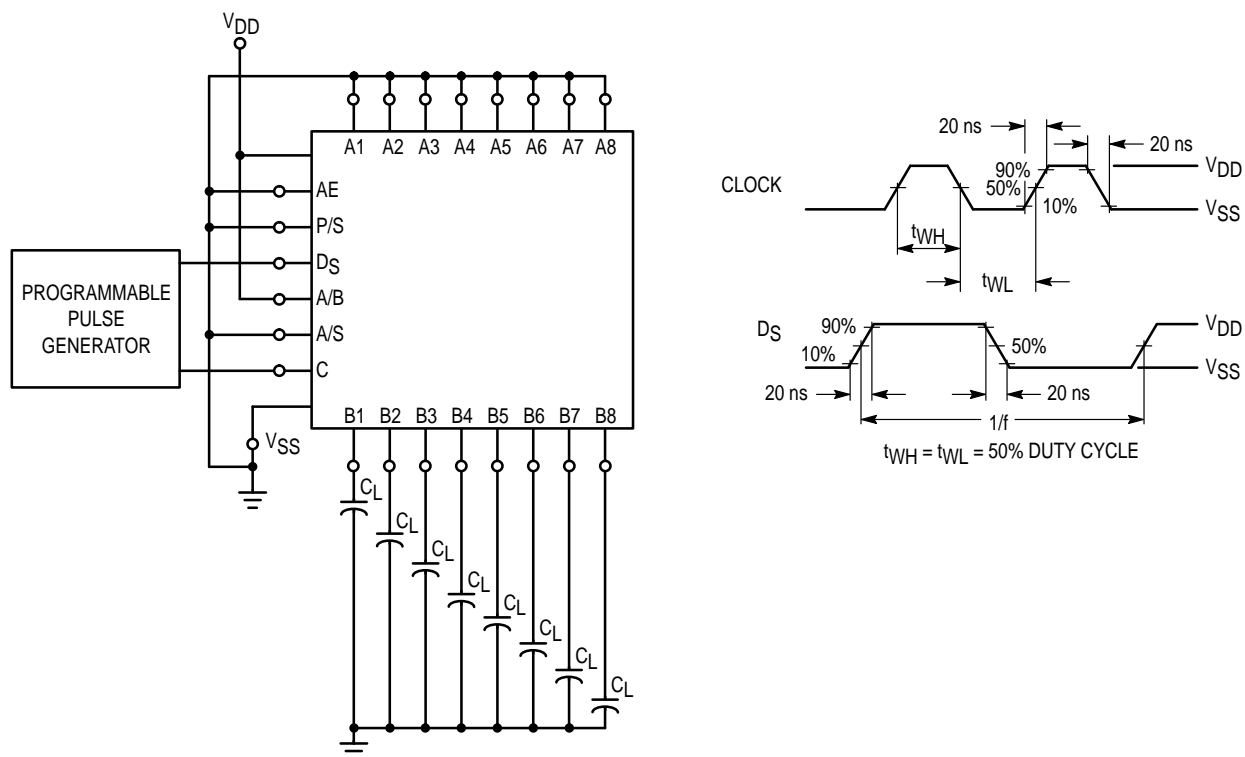 VDD
A1 A2 A3 A4 A5 A6 A7 A8
AE
P/S
DS
A/B
A/S
C
PROGRAMMABLE
PULSE
GENERATOR
B1 B2 B3 B4 B5 B6 B7 B8
VSS
CL
CL
CL
CL
CL
CL
CL
CL
20 ns
20 ns
CLOCK
90%
50%
10%
VDD
VSS
tWH
tWL
DS
90%
10%
50%
VDD
VSS
20 ns
20 ns
1/f
tWH = tWL = 50% DUTY CYCLE